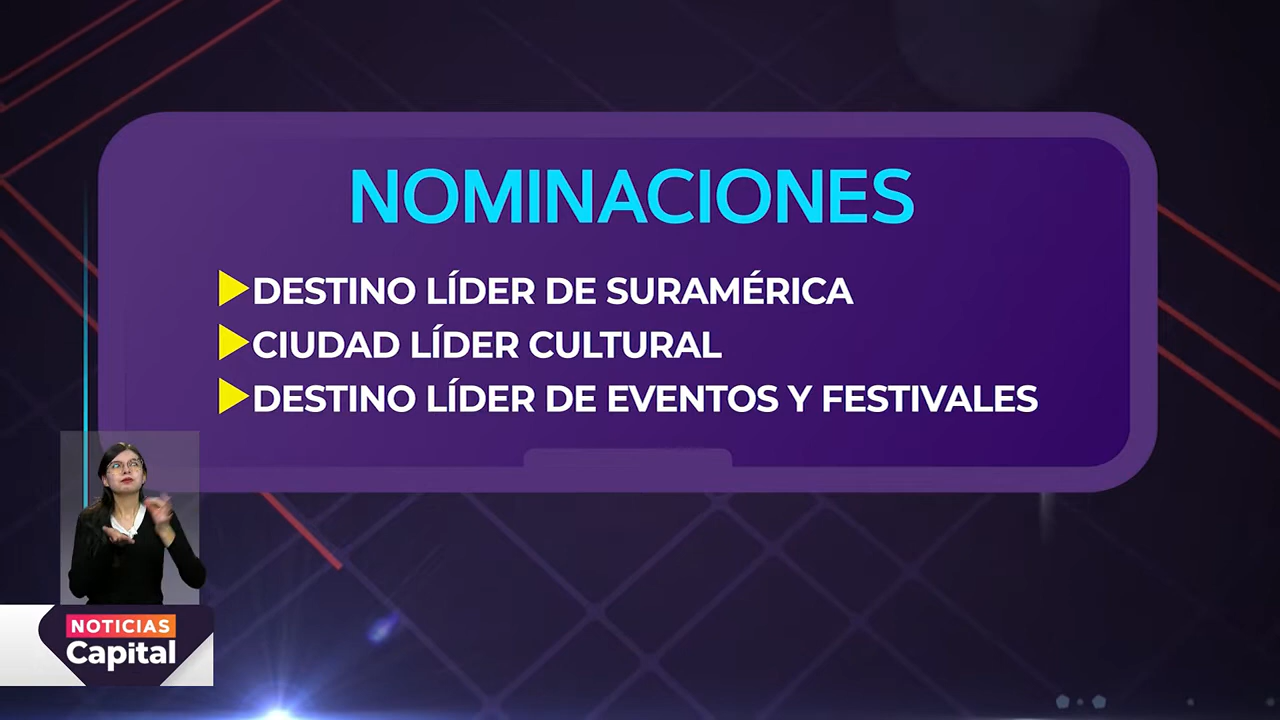 NOMINACIONES
DESTINO LÍDER DE SURAMÉRICA
CIUDAD LÍDER CULTURAL
DESTINO LÍDER DE EVENTOS Y FESTIVALES
NOTICIAS
Capital